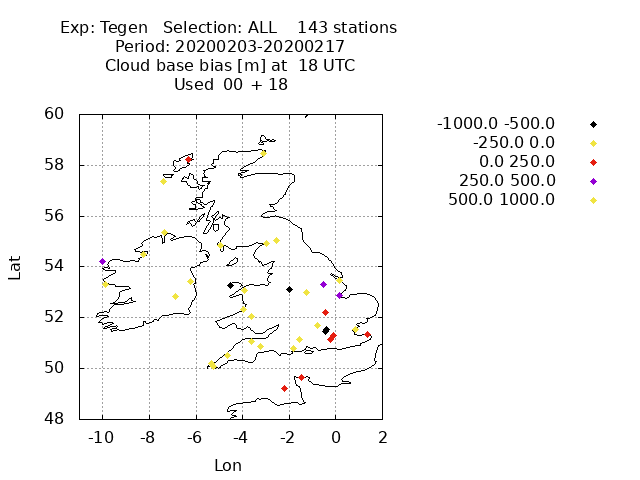 Exp: Tegen   Selection: ALL    143 stations
Period: 20200203-20200217
Cloud base bias [m] at  18 UTC
Used  00 + 18
-1000.0 -500.0
-250.0 0.0
0.0 250.0
250.0 500.0
500.0 1000.0
60
58
56
54
52
50
48
Lat
-10 -8 -6 -4 -2 0 2
Lon